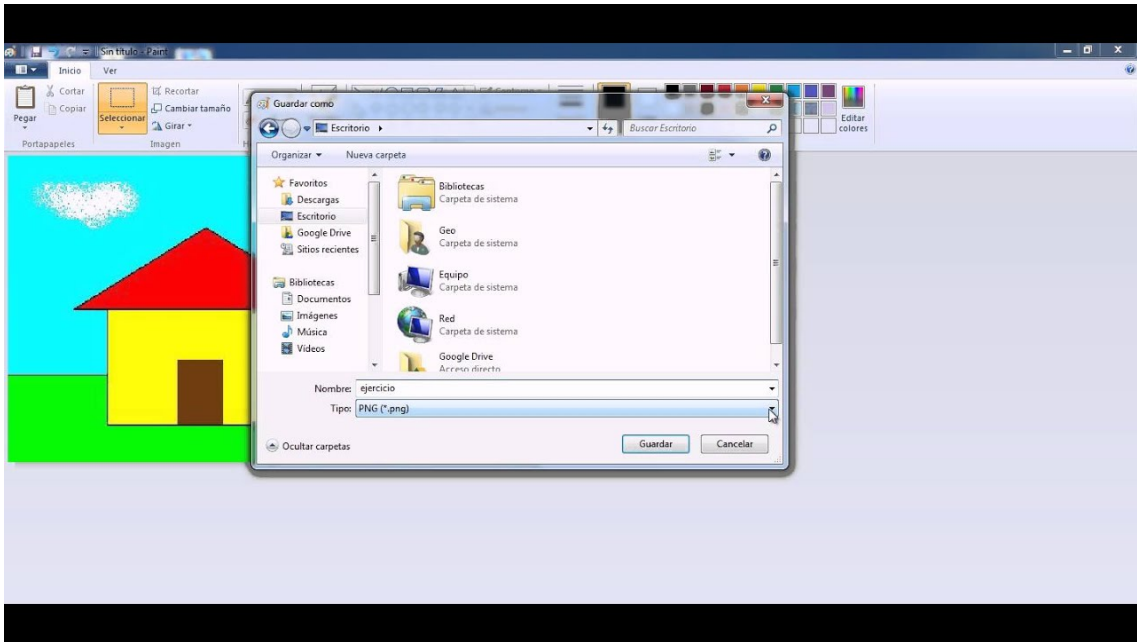 Sin título - Paint
Inicio Ver
Pegar
Cortar
Copiar
Portapapeles
Seleccionar
Recortar
Cambiar tamaño
Girar
Imagen
Editar
colores
Guardar como
Escritorio
Buscar Escritorio
Organizar Nueva carpeta
Favoritos
Descargas
Escritorio
Google Drive
Sitios recientes
Bibliotecas
Documentos
Imágenes
Música
Vídeos
Bibliotecas
Carpeta de sistema
Geo
Carpeta de sistema
Equipo
Carpeta de sistema
Red
Carpeta de sistema
Google Drive
Acceso directo
Nombre: ejercicio
Tipo: PNG (*.png)
Ocultar carpetas
Guardar Cancelar